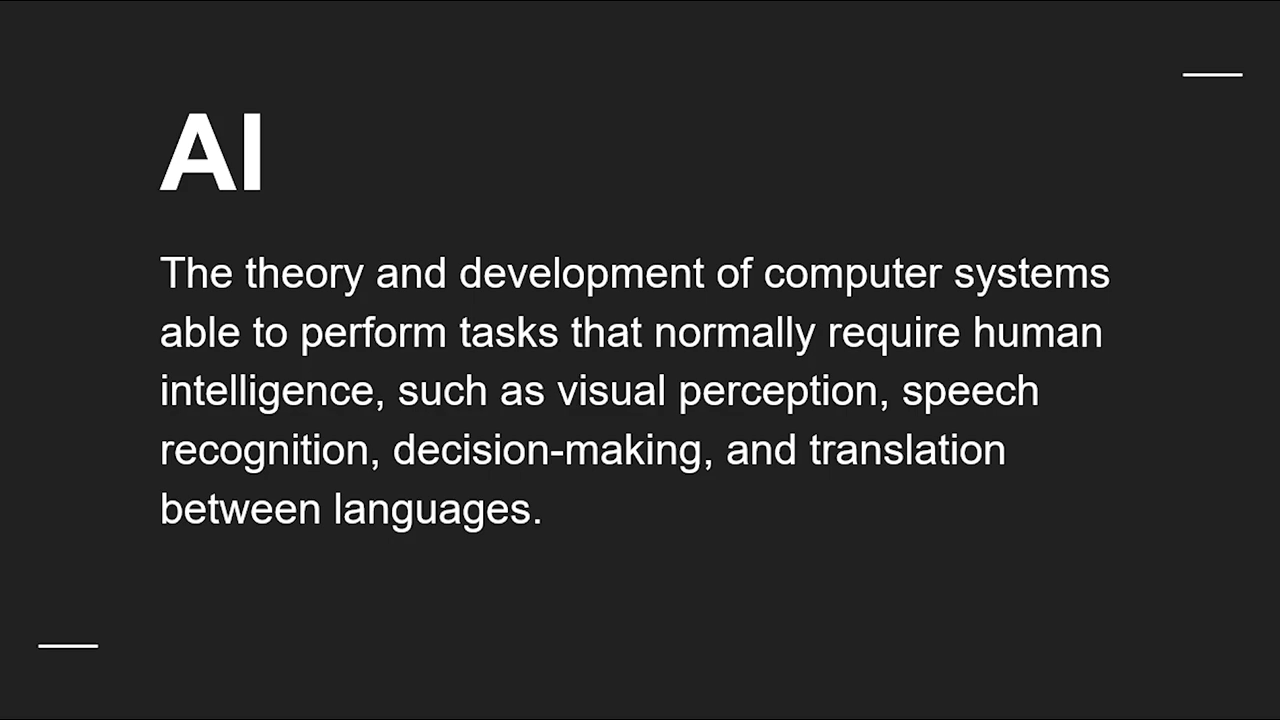 AI
The theory and development of computer systems
able to perform tasks that normally require human
intelligence, such as visual perception, speech
recognition, decision-making, and translation
between languages.